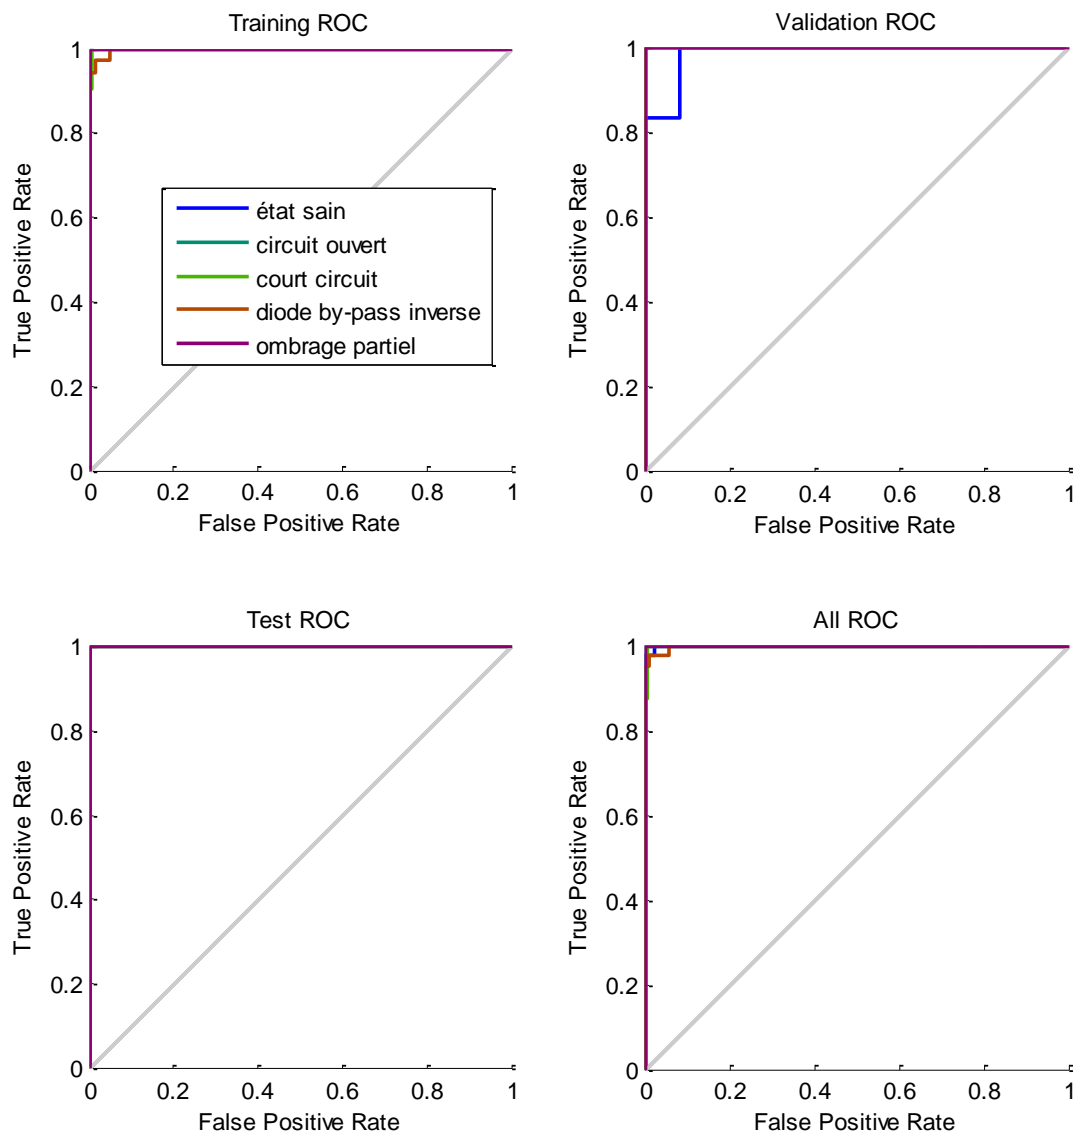 Training ROC
1
0.8
0.6
0.4
0.2
0
True Positive Rate
état sain
circuit ouvert
court circuit
diode by-pass inverse
ombrage partiel
0 0.2 0.4 0.6 0.8 1
False Positive Rate
Validation ROC
1
0.8
0.6
0.4
0.2
0
True Positive Rate
0 0.2 0.4 0.6 0.8 1
False Positive Rate
Test ROC
1
0.8
0.6
0.4
0.2
0
True Positive Rate
0 0.2 0.4 0.6 0.8 1
False Positive Rate
All ROC
1
0.8
0.6
0.4
0.2
0
True Positive Rate
0 0.2 0.4 0.6 0.8 1
False Positive Rate